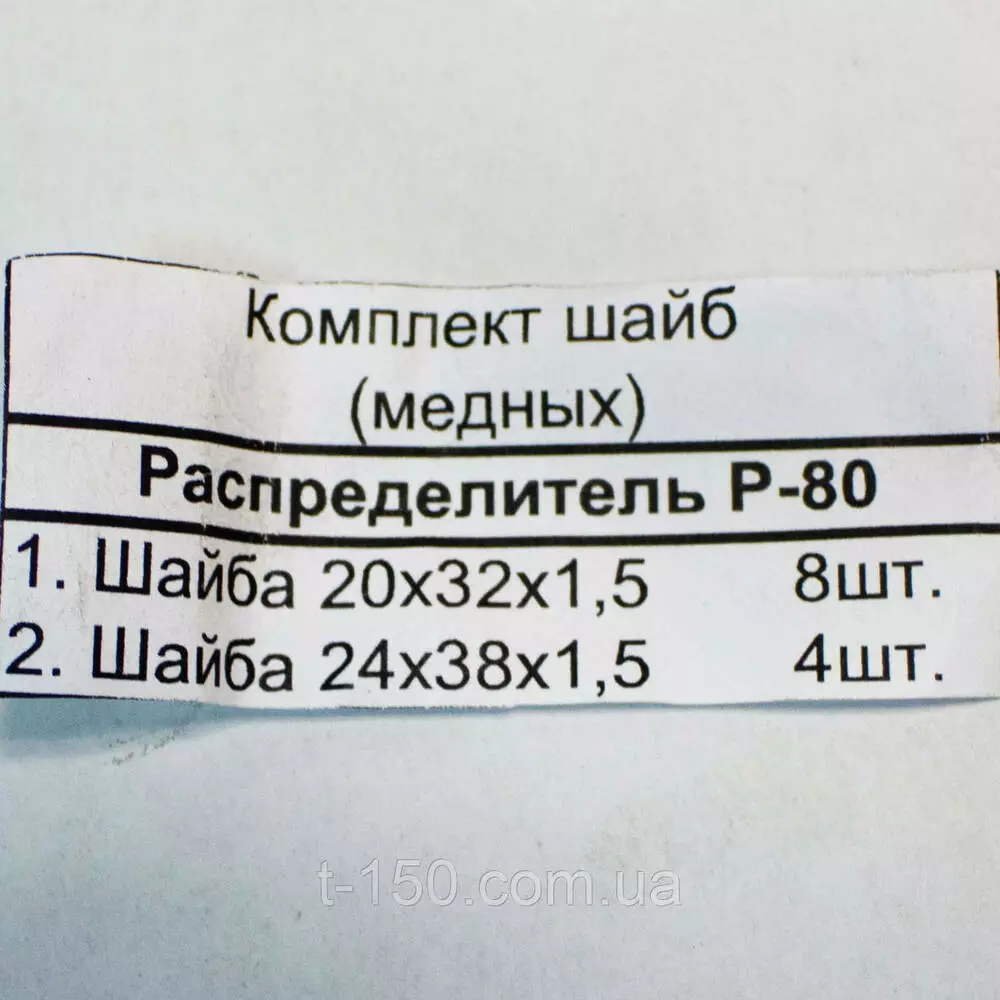 Комплект шайб
(медных)
Распределитель Р-80
1. Шайба 20х32х1,5 8шт.
2. Шайба 24х38х1,5 4шт.
t-150.com.ua